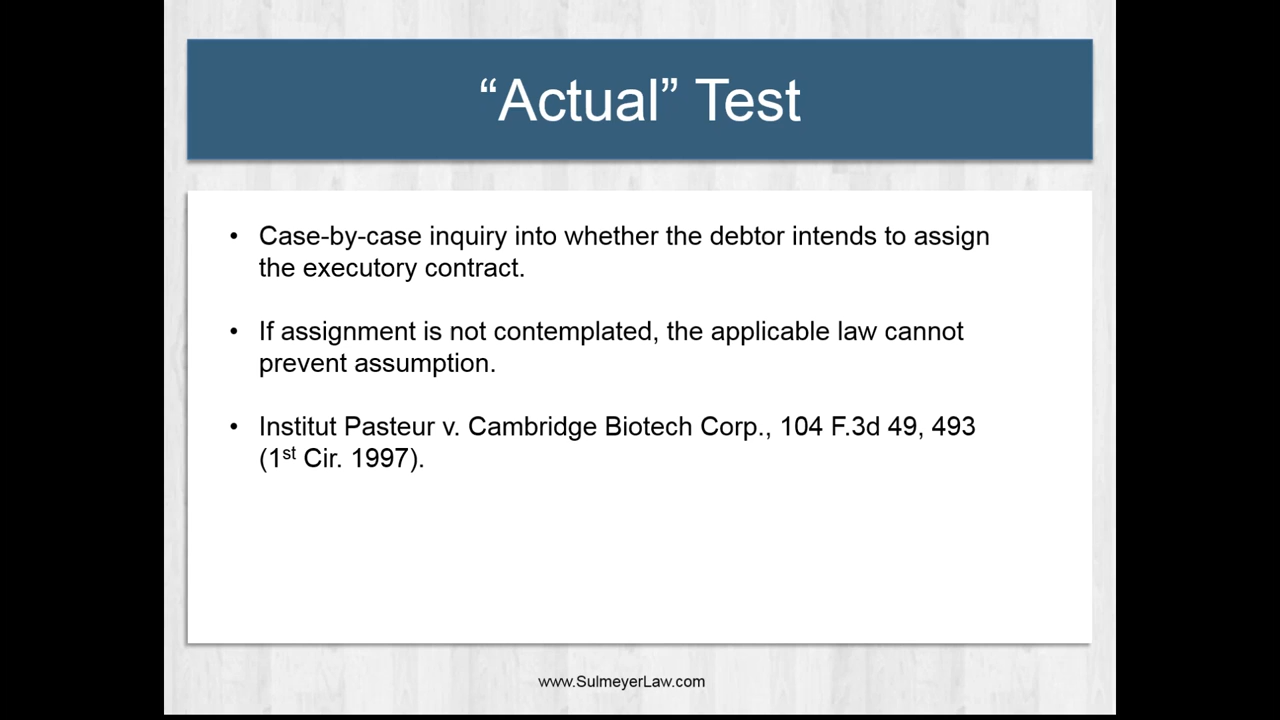 “Actual” Test
• Case-by-case inquiry into whether the debtor intends to assign
the executory contract.
• If assignment is not contemplated, the applicable law cannot
prevent assumption.
• Institut Pasteur v. Cambridge Biotech Corp., 104 F.3d 49, 493
(1st Cir. 1997).
www.SulmeyerLaw.com